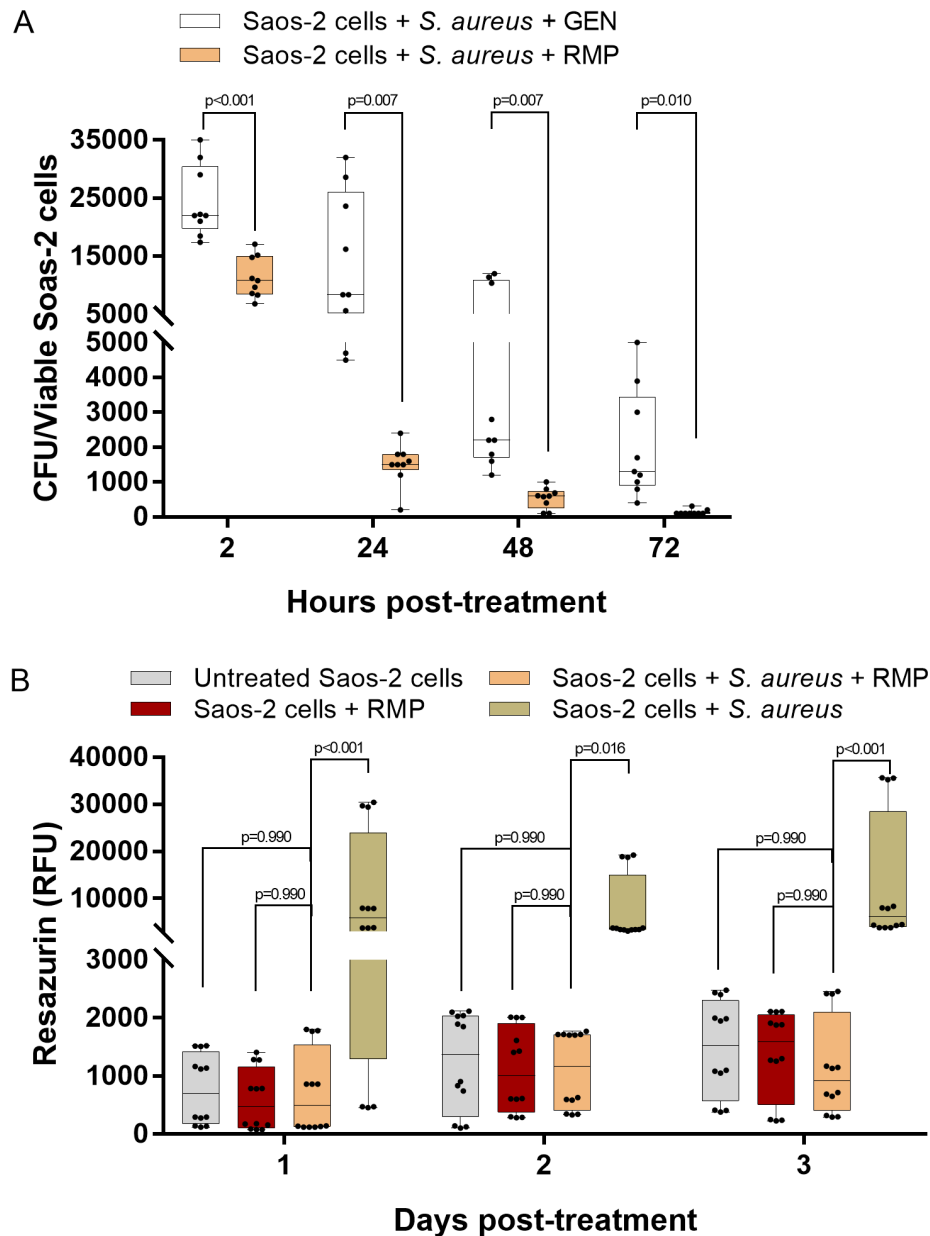 A
Saos-2 cells + S. aureus + GEN
Saos-2 cells + S. aureus + RMP
p<0.001
p=0.007
p=0.007
p=0.010
CFU/Viable Soas-2 cells
35000
25000
15000
5000
5000
4000
3000
2000
1000
0
2
24
48
72
Hours post-treatment
B
Untreated Saos-2 cells
Saos-2 cells + S. aureus + RMP
Saos-2 cells + RMP
Saos-2 cells + S. aureus
p<0.001
p=0.016
p<0.001
p=0.990
p=0.990
p=0.990
p=0.990
p=0.990
p=0.990
Resazurin (RFU)
40000
30000
20000
10000
3000
2000
1000
0
1
2
3
Days post-treatment